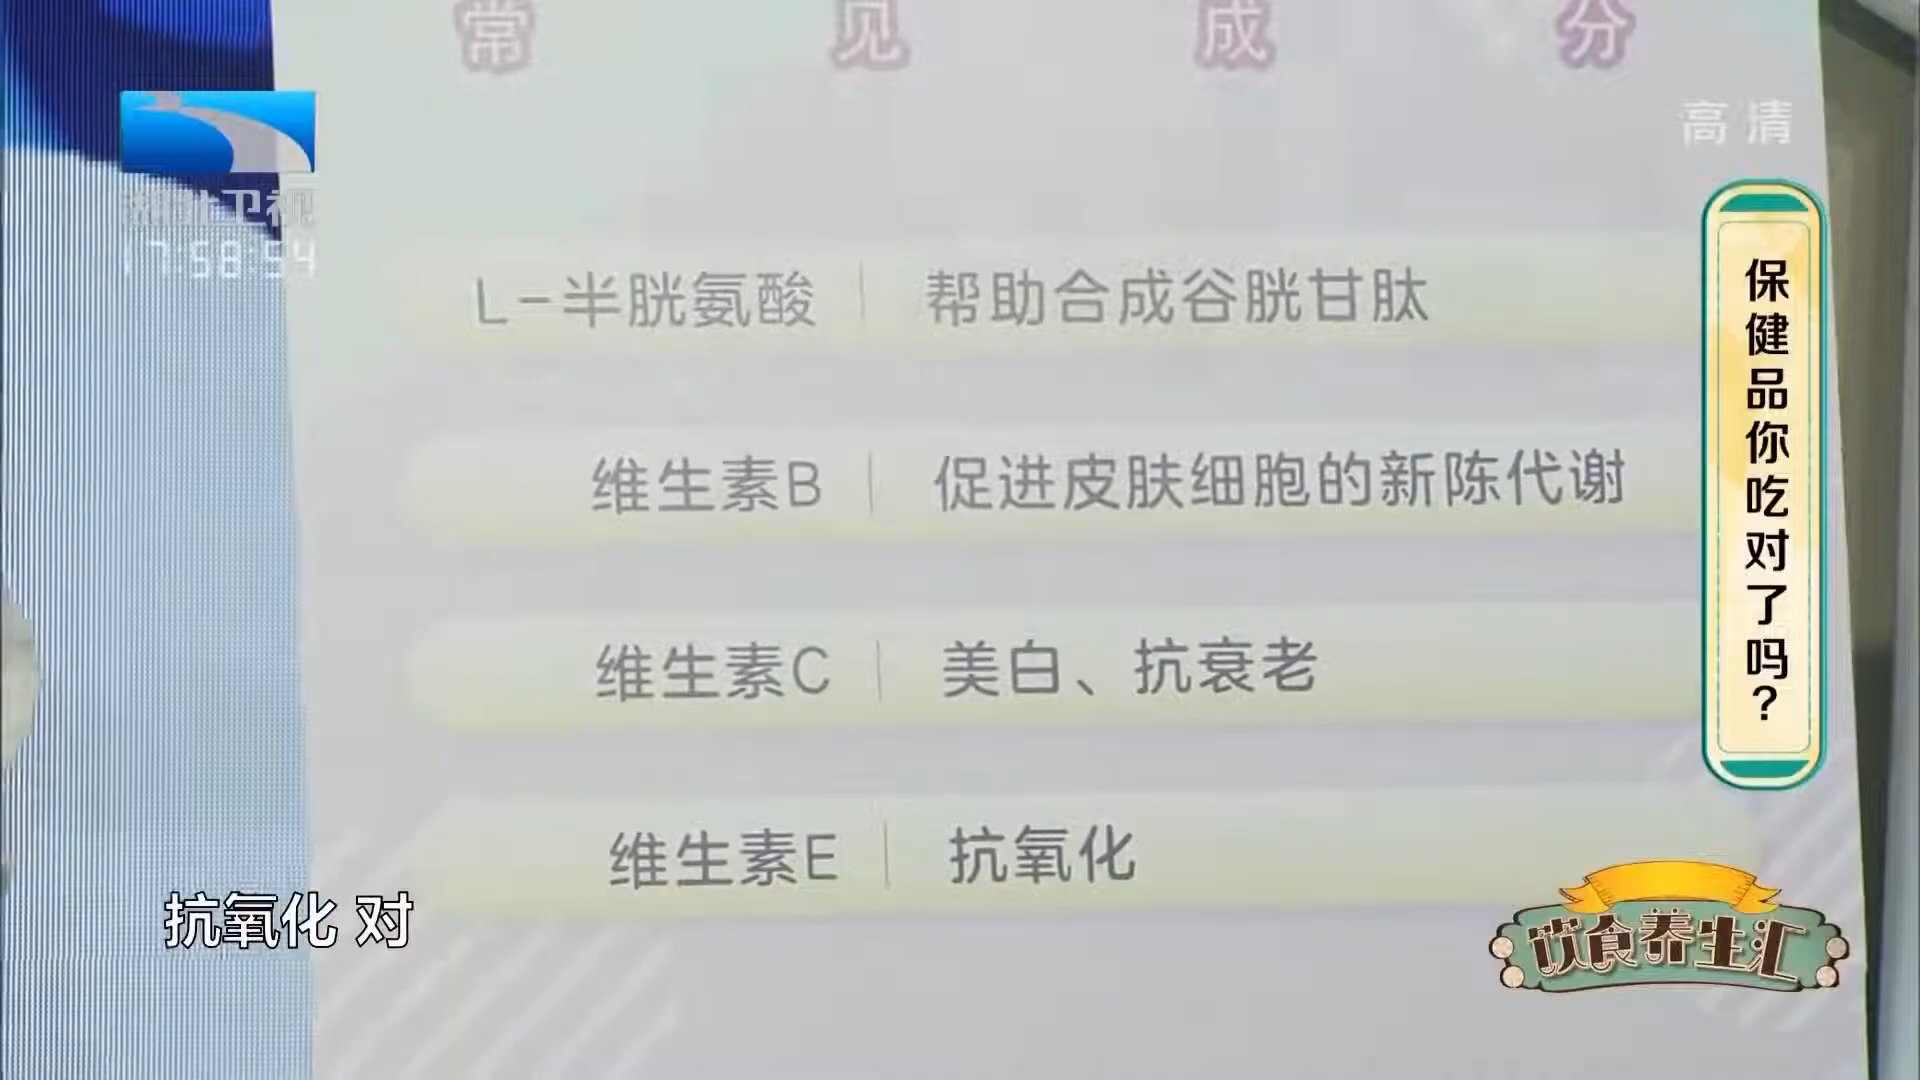 常见成分
高清
湖北卫视
17:58:54
L-半胱氨酸 帮助合成谷胱甘肽
维生素B 促进皮肤细胞的新陈代谢
维生素C 美白、抗衰老
维生素E 抗氧化
保健品你吃对了吗?
抗氧化 对
饮食养生汇